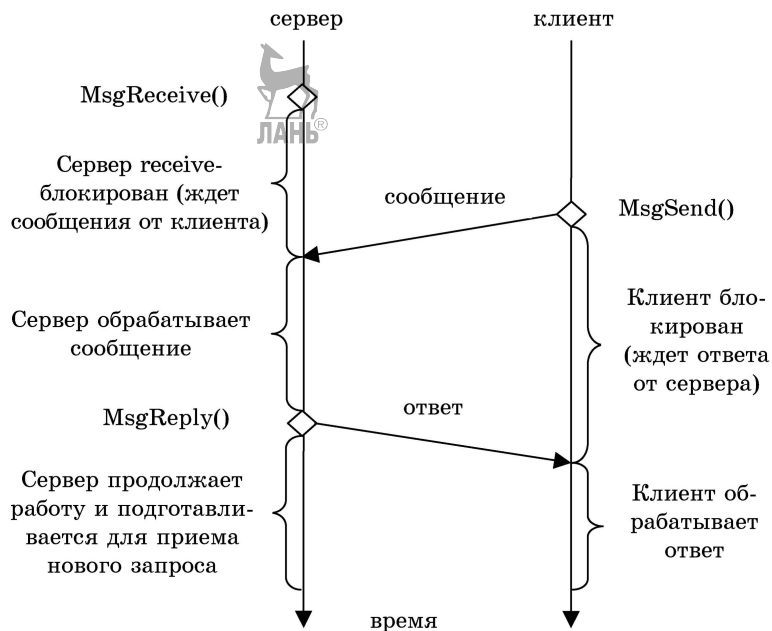 сервер
клиент
MsgReceive()
ЛАНЬ®
Сервер receive-
блокирован (ждет
сообщения от клиента)
сообщение
MsgSend()
Сервер обрабатывает
сообщение
Клиент бло-
кирован
(ждет ответа
от сервера)
MsgReply()
ответ
Сервер продолжает
работу и подготавли-
вается для приема
нового запроса
Клиент об-
рабатывает
ответ
время